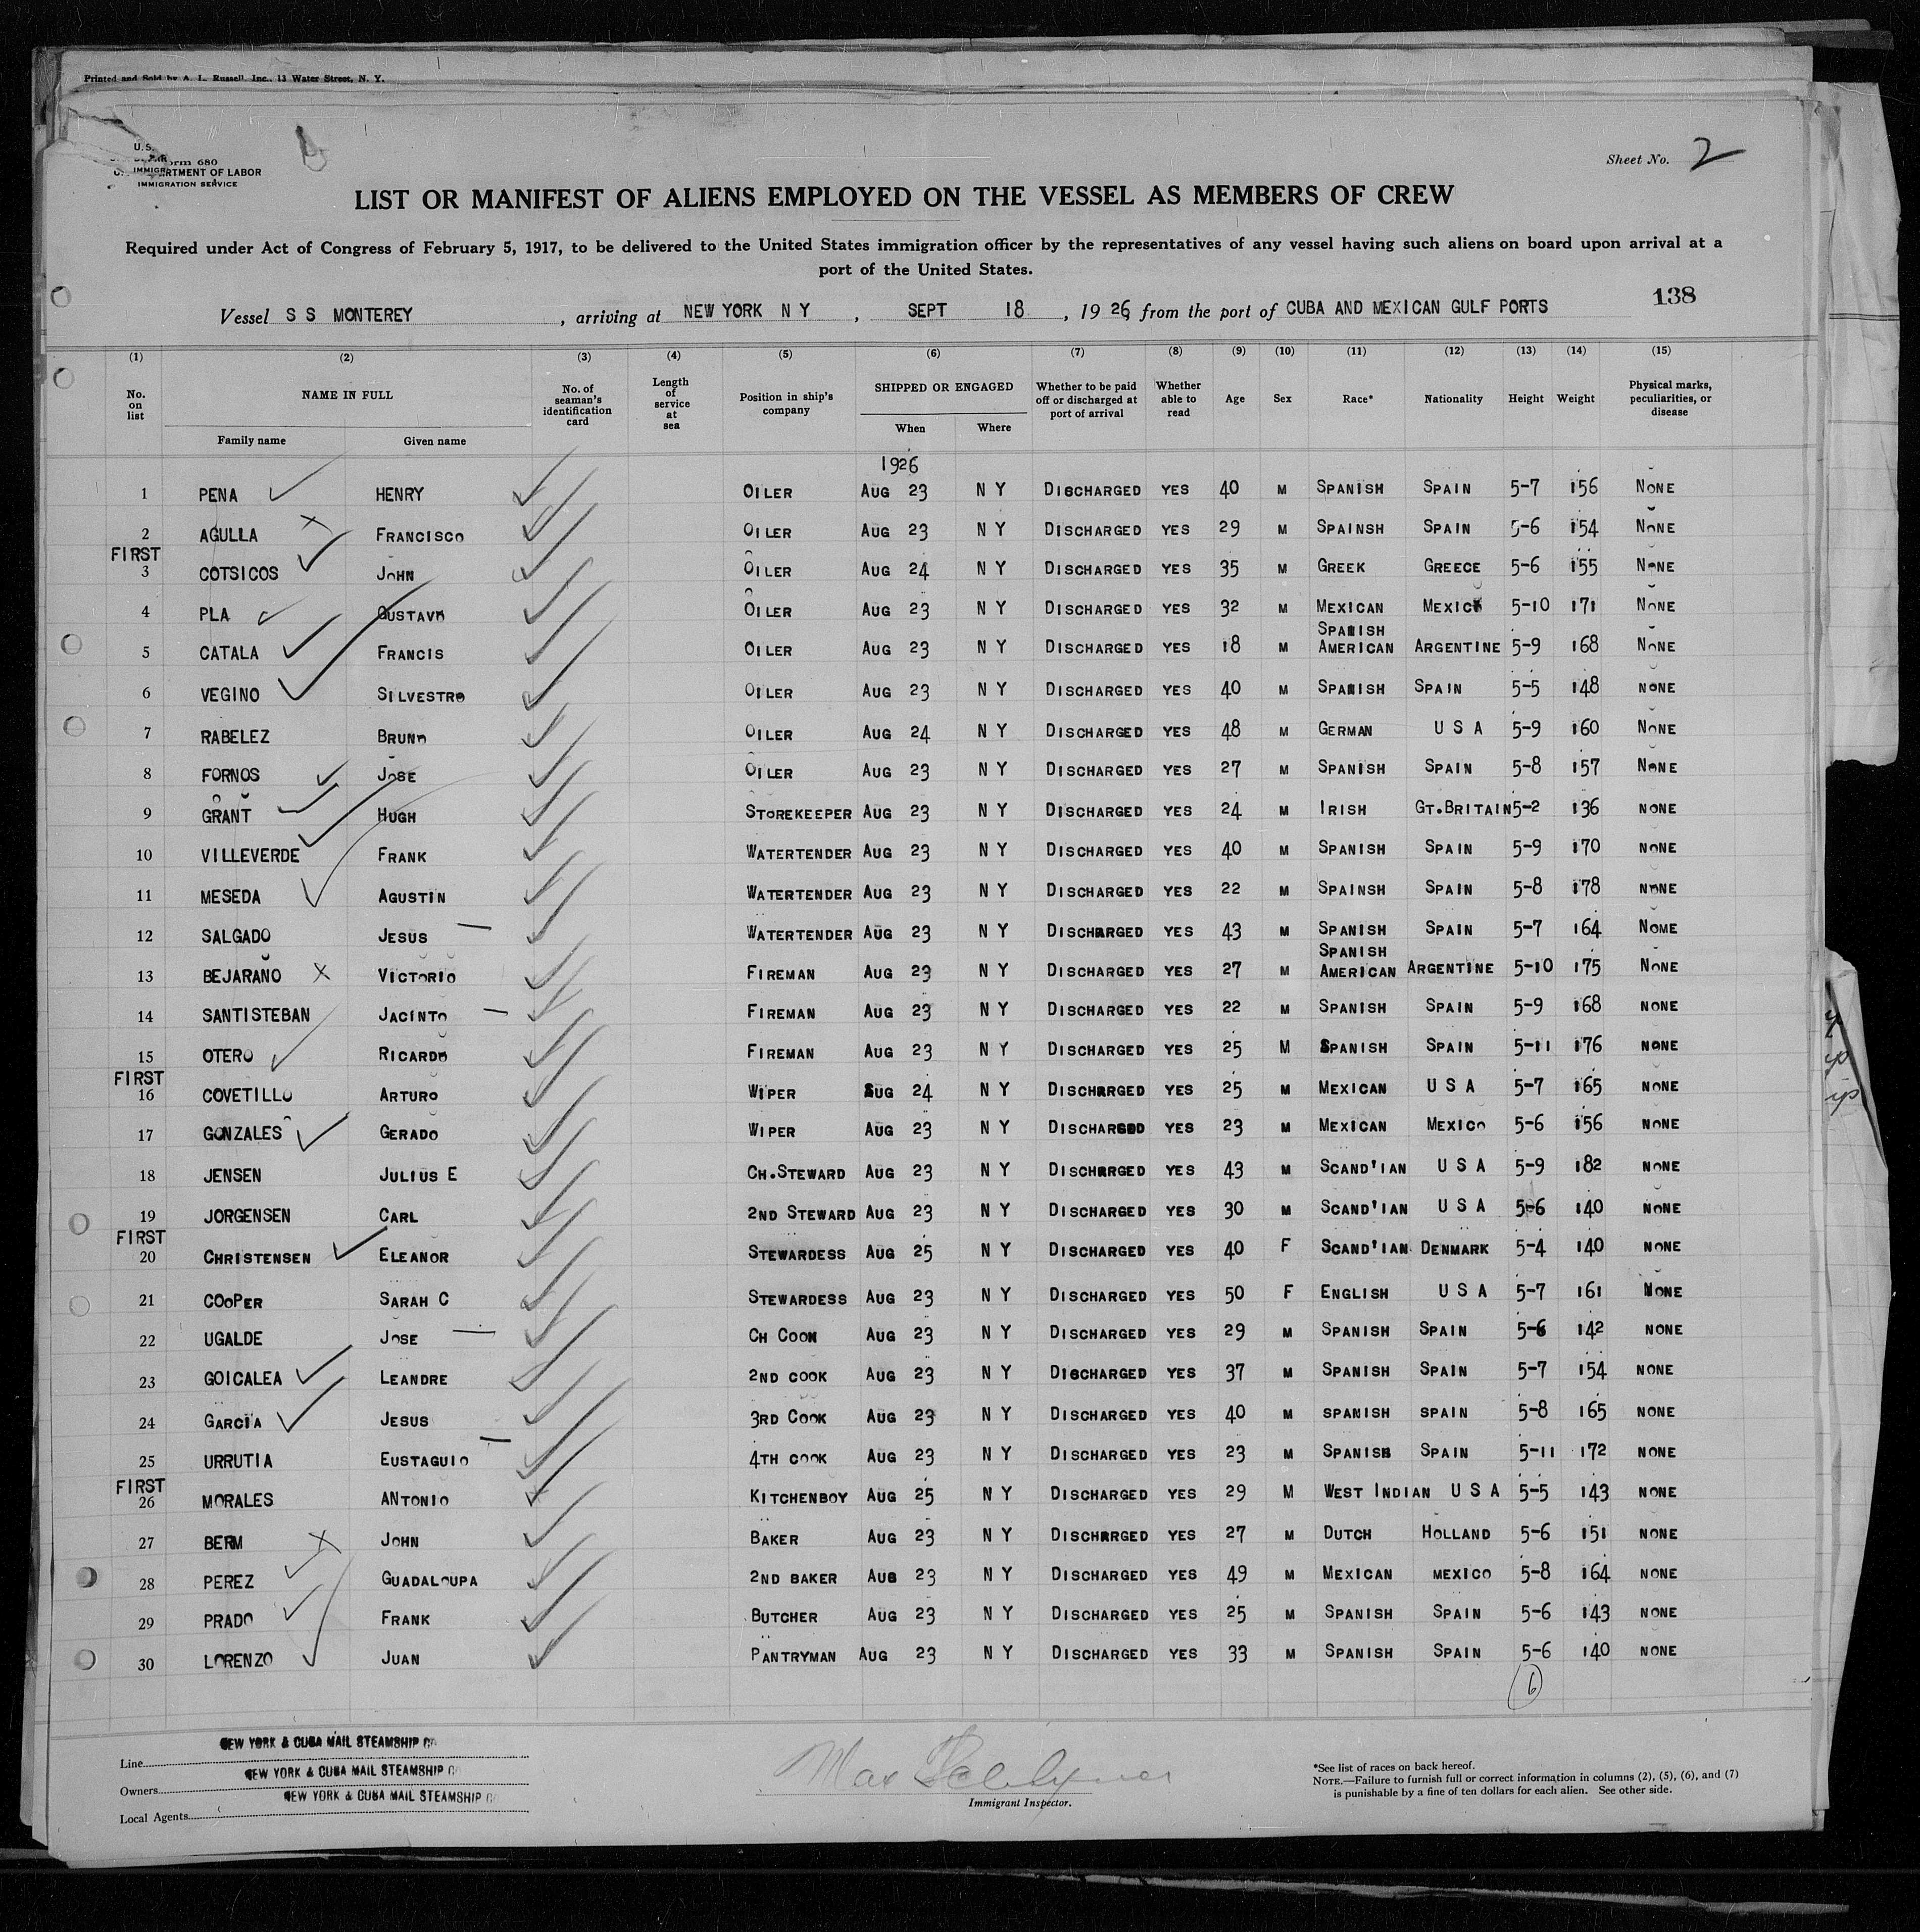 Printed and Sold by A. L. Russell, Inc., 13 Water Street, N. Y.
U. S.
Form 680
IMMIGRATION SERVICE
Sheet No. 2
LIST OR MANIFEST OF ALIENS EMPLOYED ON THE VESSEL AS MEMBERS OF CREW
Required under Act of Congress of February 5, 1917, to be delivered to the United States immigration officer by the representatives of any vessel having such aliens on board upon arrival at a
port of the United States.
138
Vessel S S MONTEREY, arriving at NEW YORK N Y, SEPT 18, 1926, from the port of CUBA AND MEXICAN GULF PORTS
(1) (2) (3) (4) (5) (6) (7) (8) (9) (10) (11) (12) (13) (14) (15)
No. on list NAME IN FULL Family name Given name No. of seaman's identification card Length of service at sea Position in ship's company SHIPPED OR ENGAGED When Where Whether to be paid off or discharged at port of arrival Whether able to read Age Sex Race* Nationality Height Weight Physical marks, peculiarities, or disease
1926
1 PENA HENRY OILER AUG 23 N Y DISCHARGED YES 40 M SPANISH SPAIN 5-7 156 NONE
2 AGULLA FRANCISCO OILER AUG 23 N Y DISCHARGED YES 29 M SPAINSH SPAIN 5-6 154 NONE
FIRST
3 COTSICOS JOHN OILER AUG 24 N Y DISCHARGED YES 35 M GREEK GREECE 5-6 155 NONE
4 PLA GUSTAVO OILER AUG 23 N Y DISCHARGED YES 32 M MEXICAN MEXICO 5-10 171 NONE
SPANISH
5 CATALA FRANCIS OILER AUG 23 N Y DISCHARGED YES 18 M AMERICAN ARGENTINE 5-9 168 NONE
6 VEGINO SILVESTRO OILER AUG 23 N Y DISCHARGED YES 40 M SPANISH SPAIN 5-5 148 NONE
7 RABELEZ BRUNO OILER AUG 24 N Y DISCHARGED YES 48 M GERMAN U S A 5-9 160 NONE
8 FORNOS JOSE OILER AUG 23 N Y DISCHARGED YES 27 M SPANISH SPAIN 5-8 157 NONE
9 GRANT HUGH STOREKEEPER AUG 23 N Y DISCHARGED YES 24 M IRISH GT.BRITAIN 5-2 136 NONE
10 VILLEVERDE FRANK WATERTENDER AUG 23 N Y DISCHARGED YES 40 M SPANISH SPAIN 5-9 170 NONE
11 MESEDA AGUSTIN WATERTENDER AUG 23 N Y DISCHARGED YES 22 M SPAINSH SPAIN 5-8 178 NONE
12 SALGADO JESUS WATERTENDER AUG 23 N Y DISCHARGED YES 43 M SPANISH SPAIN 5-7 164 NOME
SPANISH
13 BEJARANO VICTORIO FIREMAN AUG 23 N Y DISCHARGED YES 27 M AMERICAN ARGENTINE 5-10 175 NONE
14 SANTISTEBAN JACINTO FIREMAN AUG 23 N Y DISCHARGED YES 22 M SPANISH SPAIN 5-9 168 NONE
15 OTERO RICARDO FIREMAN AUG 23 N Y DISCHARGED YES 25 M SPANISH SPAIN 5-11 176 NONE
FIRST
16 COVETILLO ARTURO WIPER AUG 24 N Y DISCHARGED YES 25 M MEXICAN U S A 5-7 165 NONE
17 GONZALES GERADO WIPER AUG 23 N Y DISCHARGED YES 23 M MEXICAN MEXICO 5-6 156 NONE
18 JENSEN JULIUS E CH.STEWARD AUG 23 N Y DISCHARGED YES 43 M SCAND'IAN U S A 5-9 182 NONE
19 JORGENSEN CARL 2ND STEWARD AUG 23 N Y DISCHARGED YES 30 M SCAND'IAN U S A 5-6 140 NONE
FIRST
20 CHRISTENSEN ELEANOR STEWARDESS AUG 25 N Y DISCHARGED YES 40 F SCAND'IAN DENMARK 5-4 140 NONE
21 COOPER SARAH C STEWARDESS AUG 23 N Y DISCHARGED YES 50 F ENGLISH U S A 5-7 161 NONE
22 UGALDE JOSE CH COOK AUG 23 N Y DISCHARGED YES 29 M SPANISH SPAIN 5-6 142 NONE
23 GOICALEA LEANDRE 2ND COOK AUG 23 N Y DISCHARGED YES 37 M SPANISH SPAIN 5-7 154 NONE
24 GARCIA JESUS 3RD COOK AUG 23 N Y DISCHARGED YES 40 M SPANISH SPAIN 5-8 165 NONE
25 URRUTIA EUSTAGUIO 4TH COOK AUG 23 N Y DISCHARGED YES 23 M SPANISH SPAIN 5-11 172 NONE
FIRST
26 MORALES ANTONIO KITCHENBOY AUG 25 N Y DISCHARGED YES 29 M WEST INDIAN U S A 5-5 143 NONE
27 BERM JOHN BAKER AUG 23 N Y DISCHARGED YES 27 M DUTCH HOLLAND 5-6 151 NONE
28 PEREZ GUADALOUPA 2ND BAKER AUG 23 N Y DISCHARGED YES 49 M MEXICAN MEXICO 5-8 164 NONE
29 PRADO FRANK BUTCHER AUG 23 N Y DISCHARGED YES 25 M SPANISH SPAIN 5-6 143 NONE
30 LORENZO JUAN PANTRYMAN AUG 23 N Y DISCHARGED YES 33 M SPANISH SPAIN 5-6 140 NONE
6
Line NEW YORK & CUBA MAIL STEAMSHIP CO
Owners NEW YORK & CUBA MAIL STEAMSHIP CO
Local Agents NEW YORK & CUBA MAIL STEAMSHIP CO
Max
Immigrant Inspector.
*See list of races on back hereof.
NOTE.—Failure to furnish full or correct information in columns (2), (5), (6), and (7)
is punishable by a fine of ten dollars for each alien. See other side.